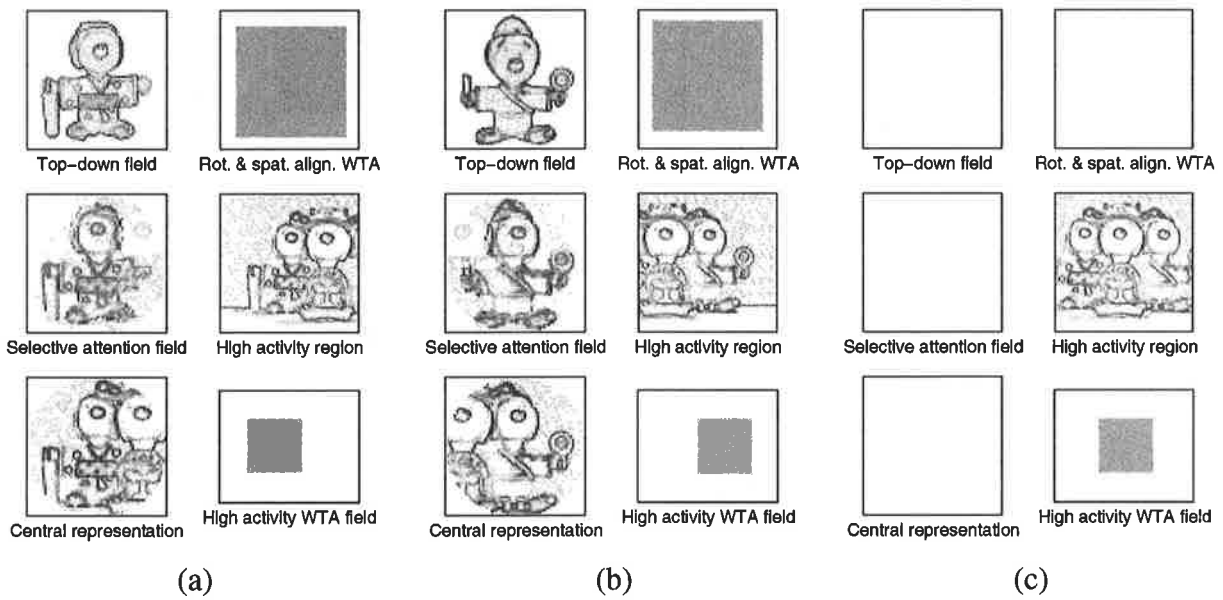 Top-down field Rot. & spat. align. WTA Top-down field Rot. & spat. align. WTA Top-down field Rot. & spat. align. WTA
Selective attention field High activity region Selective attention field High activity region Selective attention field High activity region
Central representation High activity WTA field Central representation High activity WTA field Central representation High activity WTA field
(a) (b) (c)